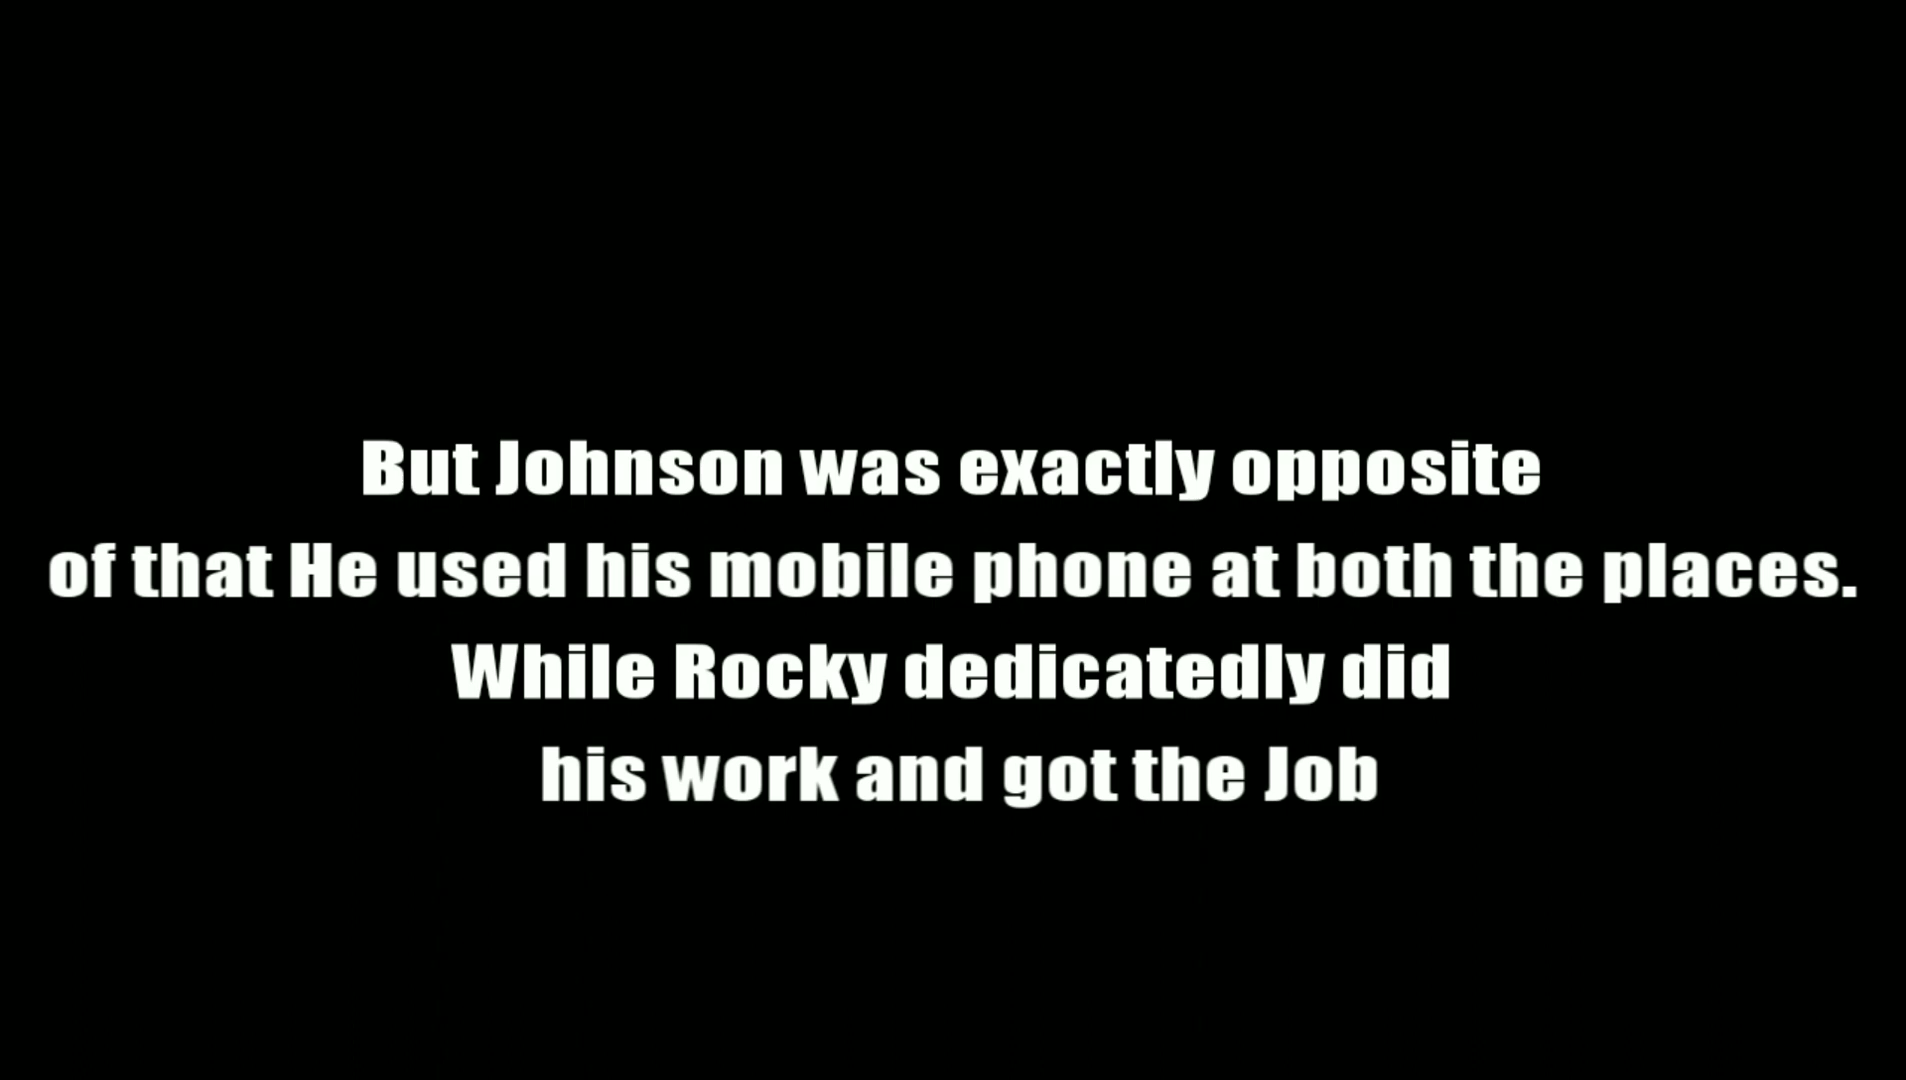 But Johnson was exactly opposite
of that He used his mobile phone at both the places.
While Rocky dedicatedly did
his work and got the Job